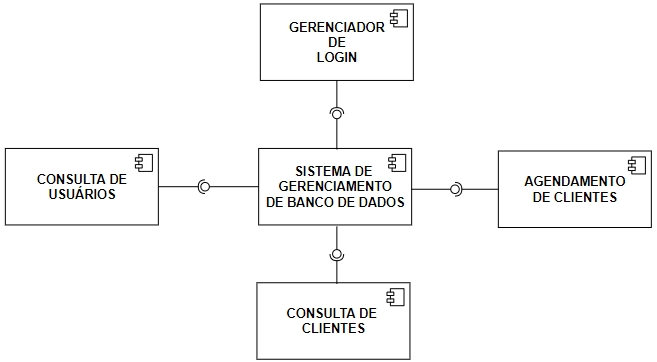 GERENCIADOR
DE
LOGIN
CONSULTA DE
USUÁRIOS
SISTEMA DE
GERENCIAMENTO
DE BANCO DE DADOS
AGENDAMENTO
DE CLIENTES
CONSULTA DE
CLIENTES